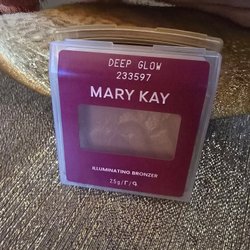 DEEP GLOW
233597
MARY KAY
ILLUMINATING BRONZER